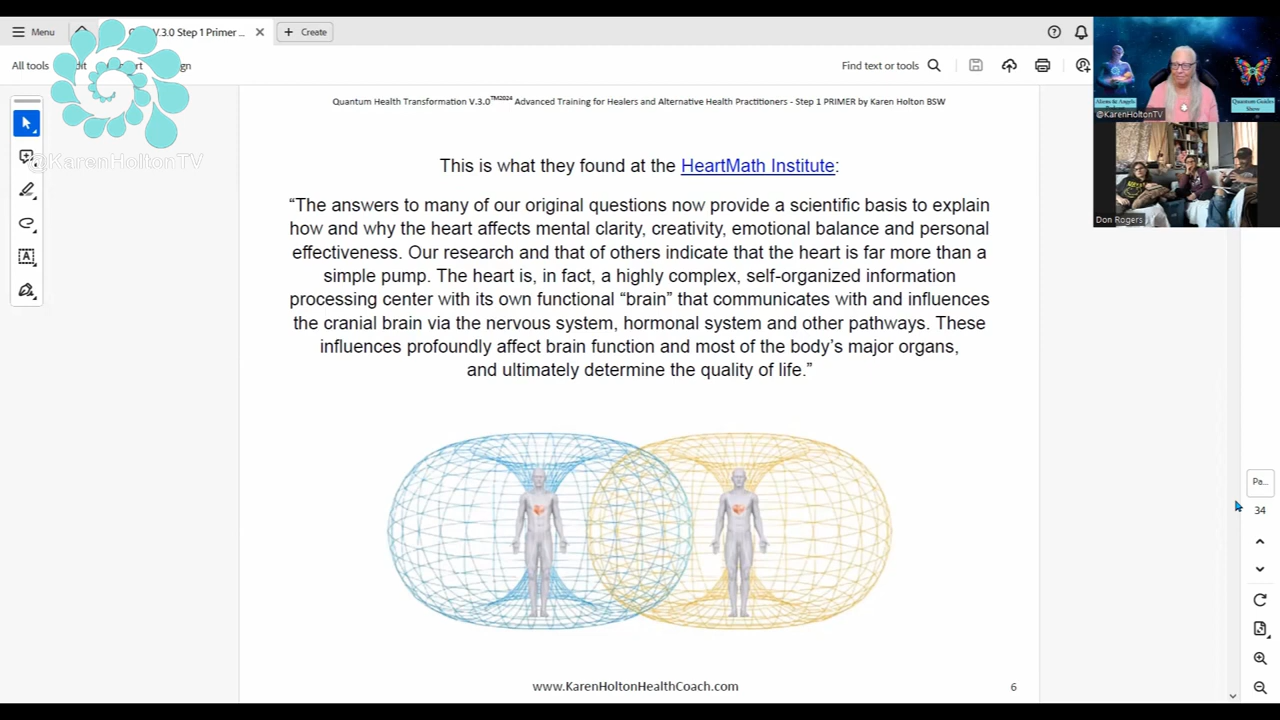 Menu
V.3.0 Step 1 Primer ...
Create
All tools
Find text or tools
@KarenHoltonTV
Aliens & Angels
Quantum Guides
Show
@KarenHoltonTV
Don Rogers
Quantum Health Transformation V.3.0™2024 Advanced Training for Healers and Alternative Health Practitioners - Step 1 PRIMER by Karen Holton BSW
This is what they found at the HeartMath Institute:
“The answers to many of our original questions now provide a scientific basis to explain
how and why the heart affects mental clarity, creativity, emotional balance and personal
effectiveness. Our research and that of others indicate that the heart is far more than a
simple pump. The heart is, in fact, a highly complex, self-organized information
processing center with its own functional “brain” that communicates with and influences
the cranial brain via the nervous system, hormonal system and other pathways. These
influences profoundly affect brain function and most of the body’s major organs,
and ultimately determine the quality of life.”
Pa...
34
www.KarenHoltonHealthCoach.com
6